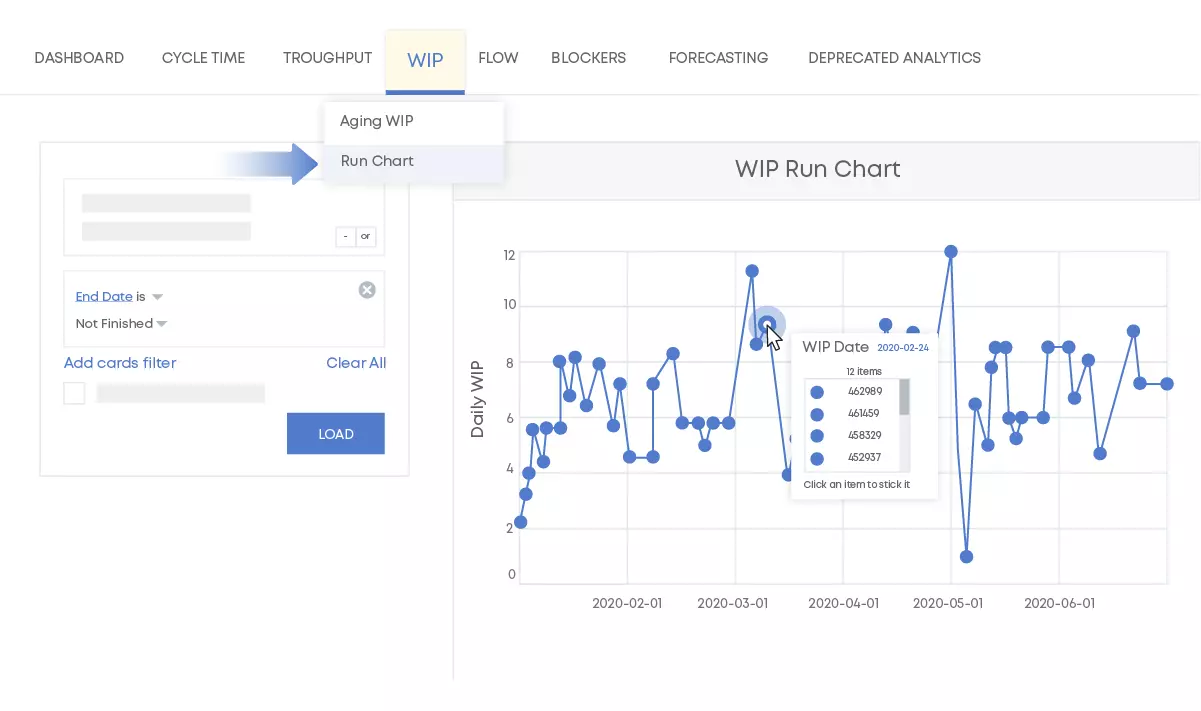 DASHBOARD CYCLE TIME TROUGHPUT WIP FLOW BLOCKERS FORECASTING DEPRECATED ANALYTICS
Aging WIP
Run Chart
- or
End Date is
Not Finished
Add cards filter Clear All
LOAD
WIP Run Chart
Daily WIP
12
10
8
6
4
2
0
2020-02-01 2020-03-01 2020-04-01 2020-05-01 2020-06-01
WIP Date 2020-02-24
12 items
462989
461459
458329
452937
Click an item to stick it